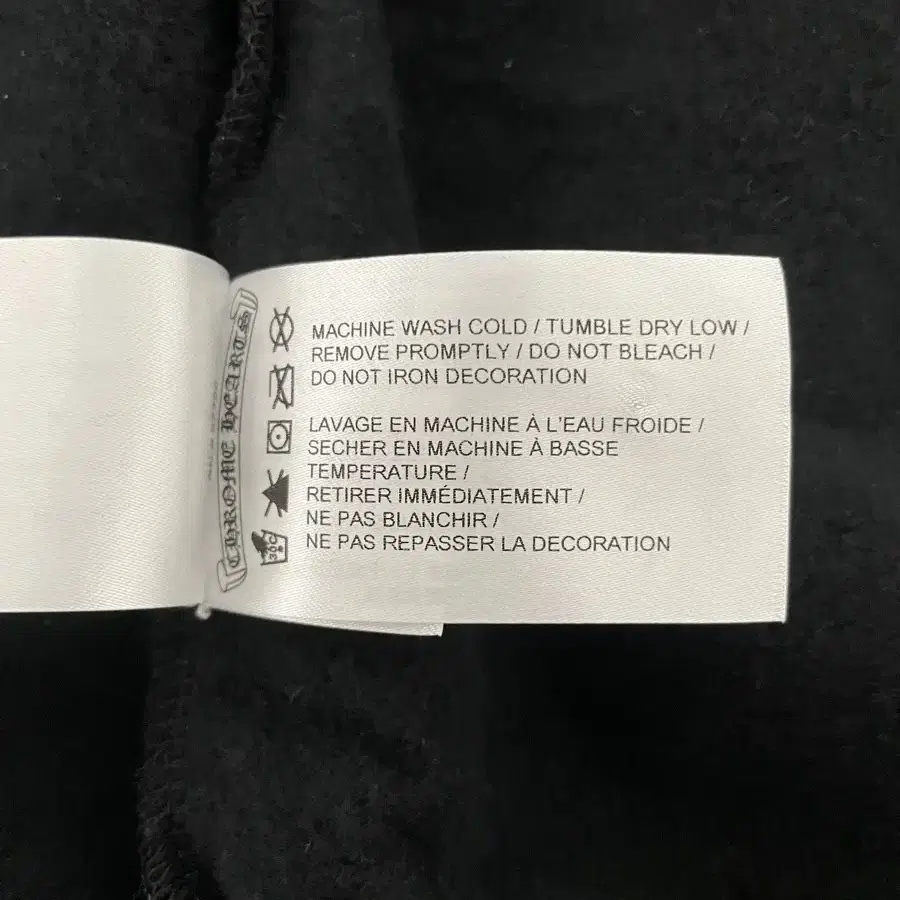 MACHINE WASH COLD / TUMBLE DRY LOW /
REMOVE PROMPTLY / DO NOT BLEACH /
DO NOT IRON DECORATION
LAVAGE EN MACHINE À L'EAU FROIDE /
SECHER EN MACHINE À BASSE
TEMPERATURE /
RETIRER IMMÉDIATEMENT /
NE PAS BLANCHIR /
NE PAS REPASSER LA DECORATION
CHROME HEARTS
30C